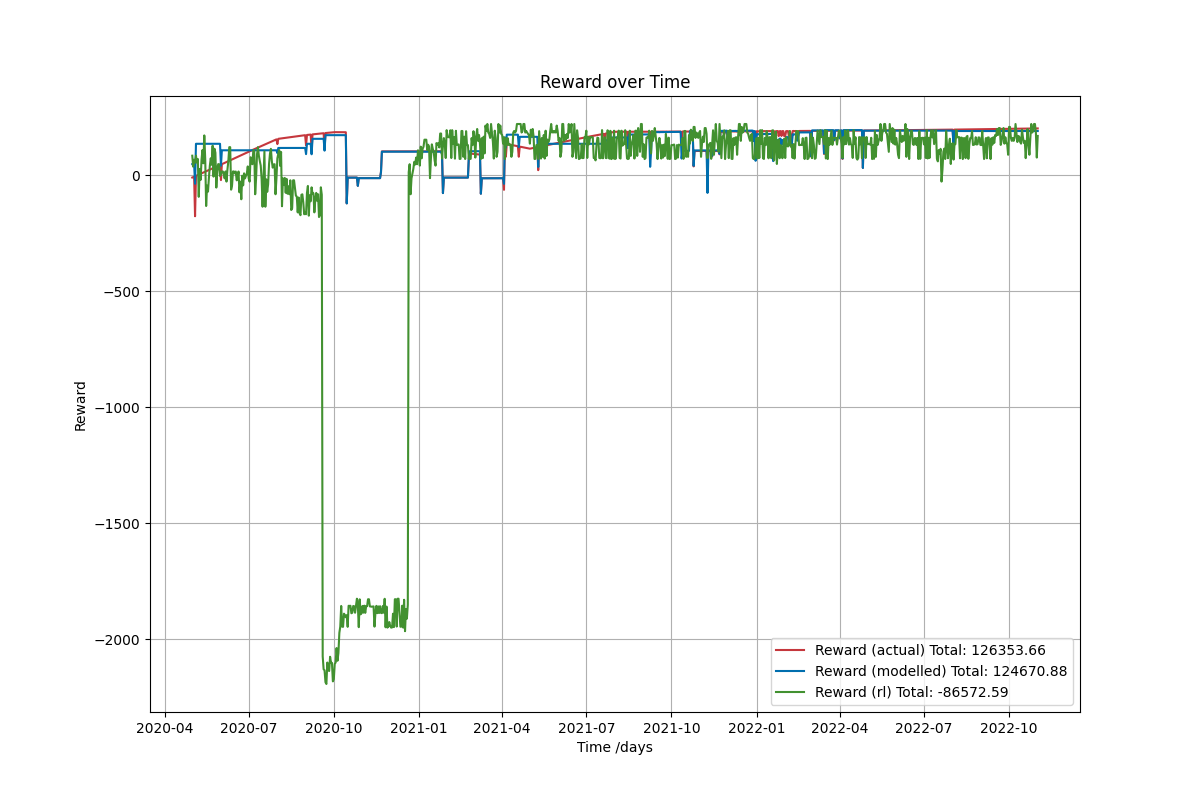 Reward over Time
Reward
0
−500
−1000
−1500
−2000
Reward (actual) Total: 126353.66
Reward (modelled) Total: 124670.88
Reward (rl) Total: -86572.59
2020-04 2020-07 2020-10 2021-01 2021-04 2021-07 2021-10 2022-01 2022-04 2022-07 2022-10
Time /days